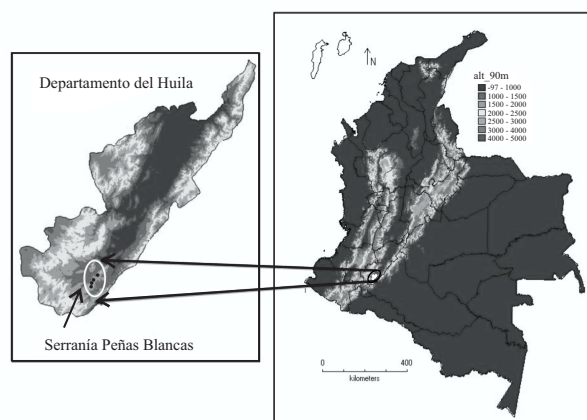 Departamento del Huila
Serranía Peñas Blancas
N
alt_90m
-97 - 1000
1000 - 1500
1500 - 2000
2000 - 2500
2500 - 3000
3000 - 4000
4000 - 5000
0 400
kilometers